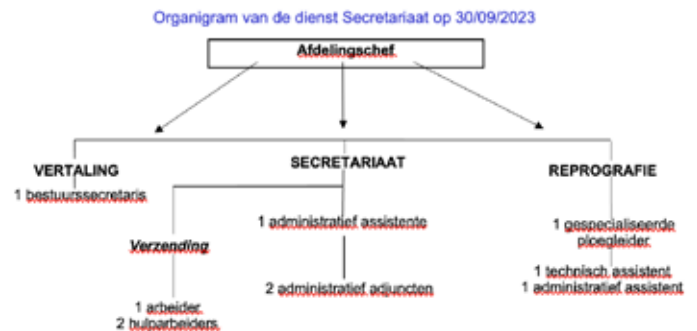 Organigram van de dienst Secretariaat op 30/09/2023
Afdelingschef
VERTALING
1 bestuurssecretaris
SECRETARIAAT
1 administratief assistente
2 administratief adjuncten
Verzending
1 arbeider
2 hulparbeiders
REPROGRAFIE
1 gespecialiseerde
ploegleider
1 technisch assistent
1 administratief assistent